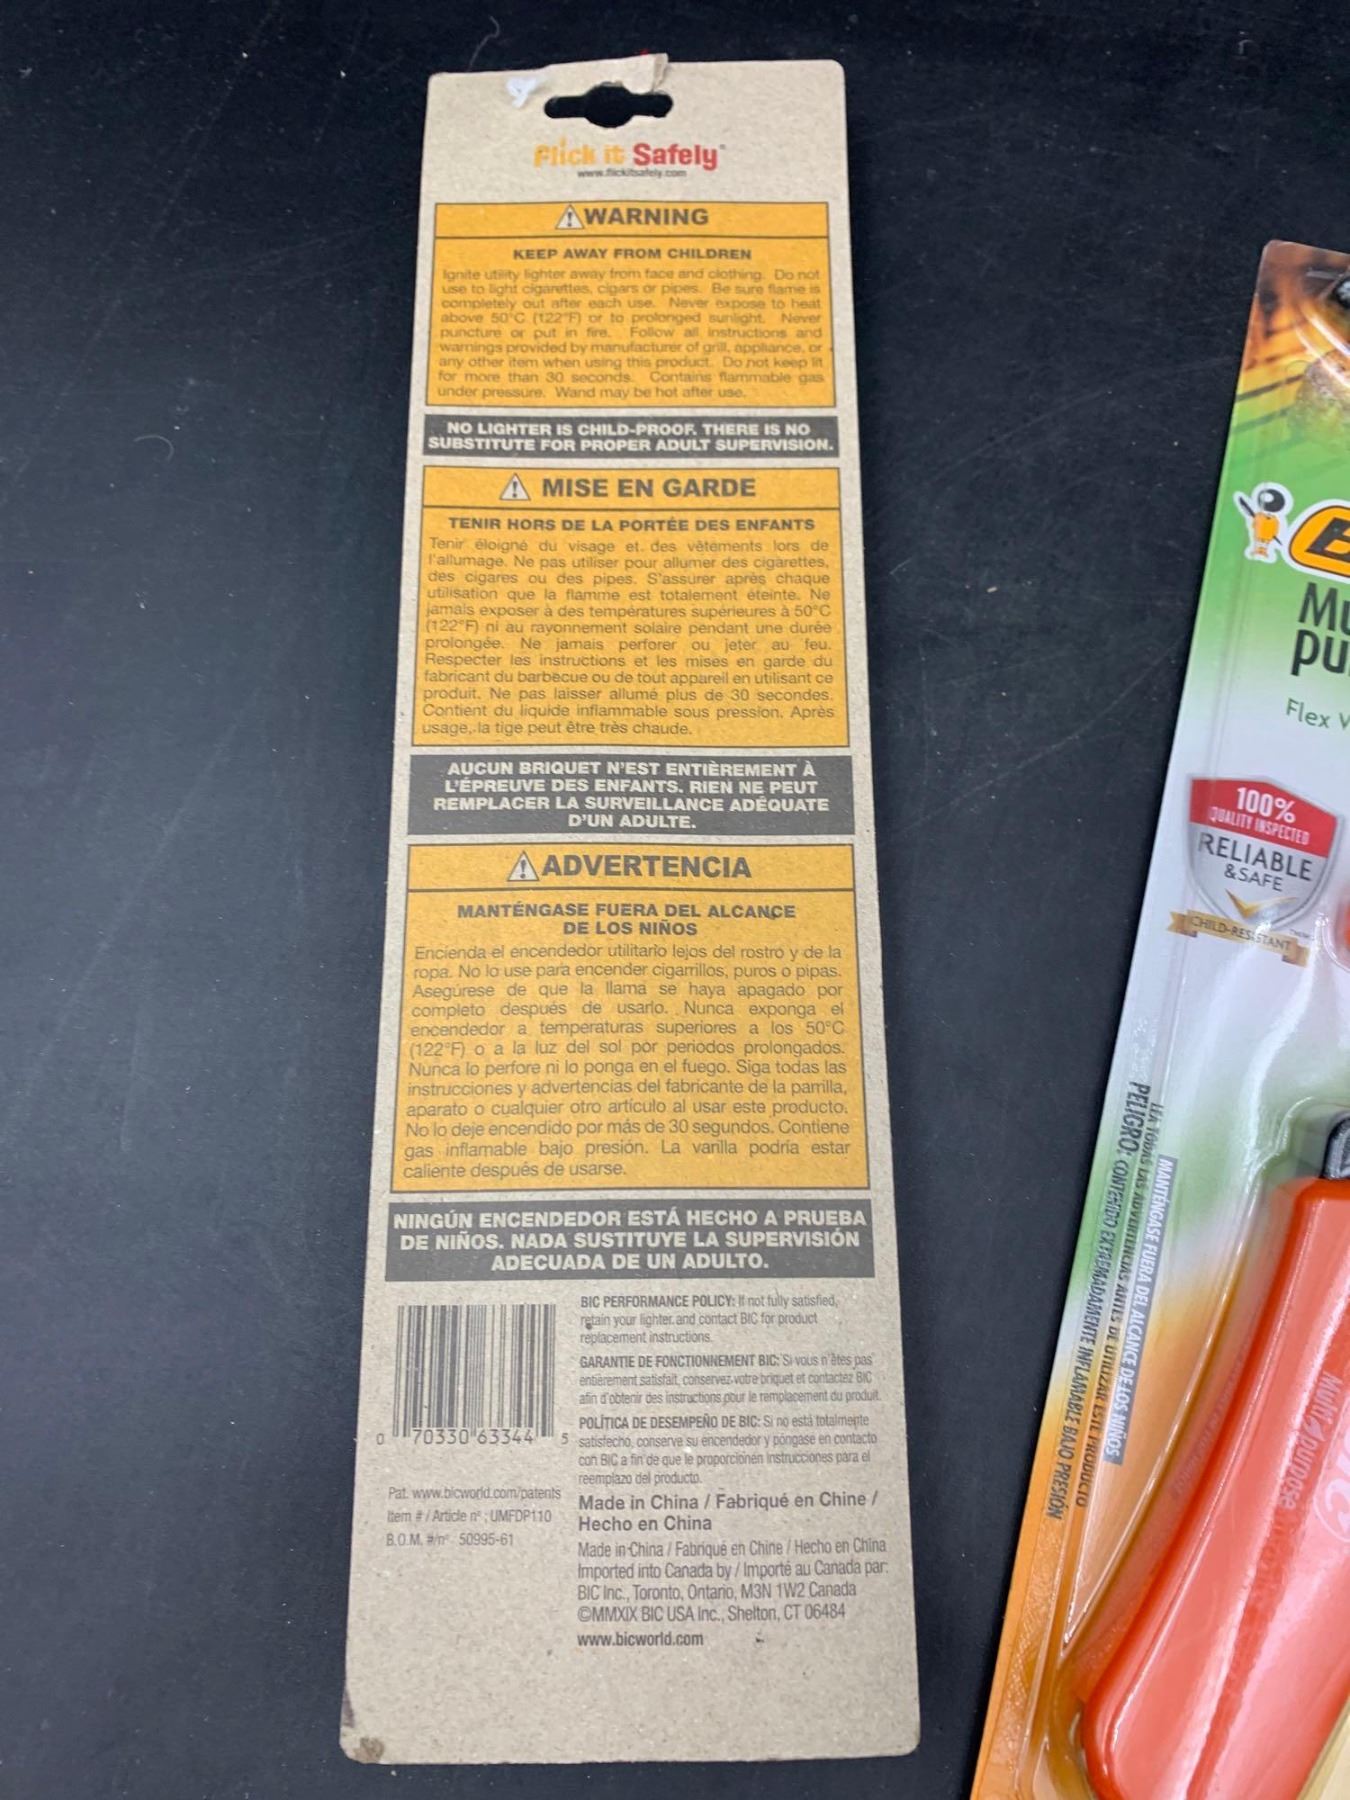 Flick it Safely®
www.flickitsafely.com
⚠WARNING
KEEP AWAY FROM CHILDREN
Ignite utility lighter away from face and clothing. Do not
use to light cigarettes, cigars or pipes. Be sure flame is
completely out after each use. Never expose to heat
above 50°C (122°F) or to prolonged sunlight. Never
puncture or put in fire. Follow all instructions and
warnings provided by manufacturer of grill, appliance, or
any other item when using this product. Do not keep lit
for more than 30 seconds. Contains flammable gas
under pressure. Wand may be hot after use.
NO LIGHTER IS CHILD-PROOF. THERE IS NO
SUBSTITUTE FOR PROPER ADULT SUPERVISION.
⚠ MISE EN GARDE
TENIR HORS DE LA PORTÉE DES ENFANTS
Tenir éloigné du visage et des vêtements lors de
l'allumage. Ne pas utiliser pour allumer des cigarettes,
des cigares ou des pipes. S'assurer après chaque
utilisation que la flamme est totalement éteinte. Ne
jamais exposer à des températures supérieures à 50°C
(122°F) ni au rayonnement solaire pendant une durée
prolongée. Ne jamais perforer ou jeter au feu.
Respecter les instructions et les mises en garde du
fabricant du barbecue ou de tout appareil en utilisant ce
produit. Ne pas laisser allumé plus de 30 secondes.
Contient du liquide inflammable sous pression. Après
usage, la tige peut être très chaude.
AUCUN BRIQUET N'EST ENTIÈREMENT À
L'ÉPREUVE DES ENFANTS. RIEN NE PEUT
REMPLACER LA SURVEILLANCE ADÉQUATE
D'UN ADULTE.
⚠ADVERTENCIA
MANTÉNGASE FUERA DEL ALCANCE
DE LOS NIÑOS
Encienda el encendedor utilitario lejos del rostro y de la
ropa. No lo use para encender cigarrillos, puros o pipas.
Asegúrese de que la llama se haya apagado por
completo después de usarlo. Nunca exponga el
encendedor a temperaturas superiores a los 50°C
(122°F) o a la luz del sol por periodos prolongados.
Nunca lo perfore ni lo ponga en el fuego. Siga todas las
instrucciones y advertencias del fabricante de la parrilla,
aparato o cualquier otro artículo al usar este producto.
No lo deje encendido por más de 30 segundos. Contiene
gas inflamable bajo presión. La varilla podría estar
caliente después de usarse.
NINGÚN ENCENDEDOR ESTÁ HECHO A PRUEBA
DE NIÑOS. NADA SUSTITUYE LA SUPERVISIÓN
ADECUADA DE UN ADULTO.
BIC PERFORMANCE POLICY: If not fully satisfied,
retain your lighter and contact BIC for product
replacement instructions.
GARANTIE DE FONCTIONNEMENT BIC: Si vous n'êtes pas
entièrement satisfait, conservez votre briquet et contactez BIC
afin d'obtenir des instructions pour le remplacement du produit.
POLÍTICA DE DESEMPEÑO DE BIC: Si no está totalmente
satisfecho, conserve su encendedor y póngase en contacto
con BIC a fin de que le proporcionen instrucciones para el
reemplazo del producto.
0 70330 63344 5
Pat. www.bicworld.com/patents
Item # / Article nº : UMFDP110
B.O.M. #/nº 50995-61
Made in China / Fabriqué en Chine /
Hecho en China
Made in China / Fabriqué en Chine / Hecho en China
Imported into Canada by / Importé au Canada par:
BIC Inc., Toronto, Ontario, M3N 1W2 Canada
©MMXIX BIC USA Inc., Shelton, CT 06484
www.bicworld.com
Flex
100%
QUALITY INSPECTED
RELIABLE
&SAFE
CHILD-RESISTANT
MANTÉNGASE FUERA DEL ALCANCE DE LOS NIÑOS
LEA TODAS LAS ADVERTENCIAS ANTES DE UTILIZAR ESTE PRODUCTO
PELIGRO: CONTENIDO EXTREMADAMENTE INFLAMABLE BAJO PRESIÓN
Multi purpose